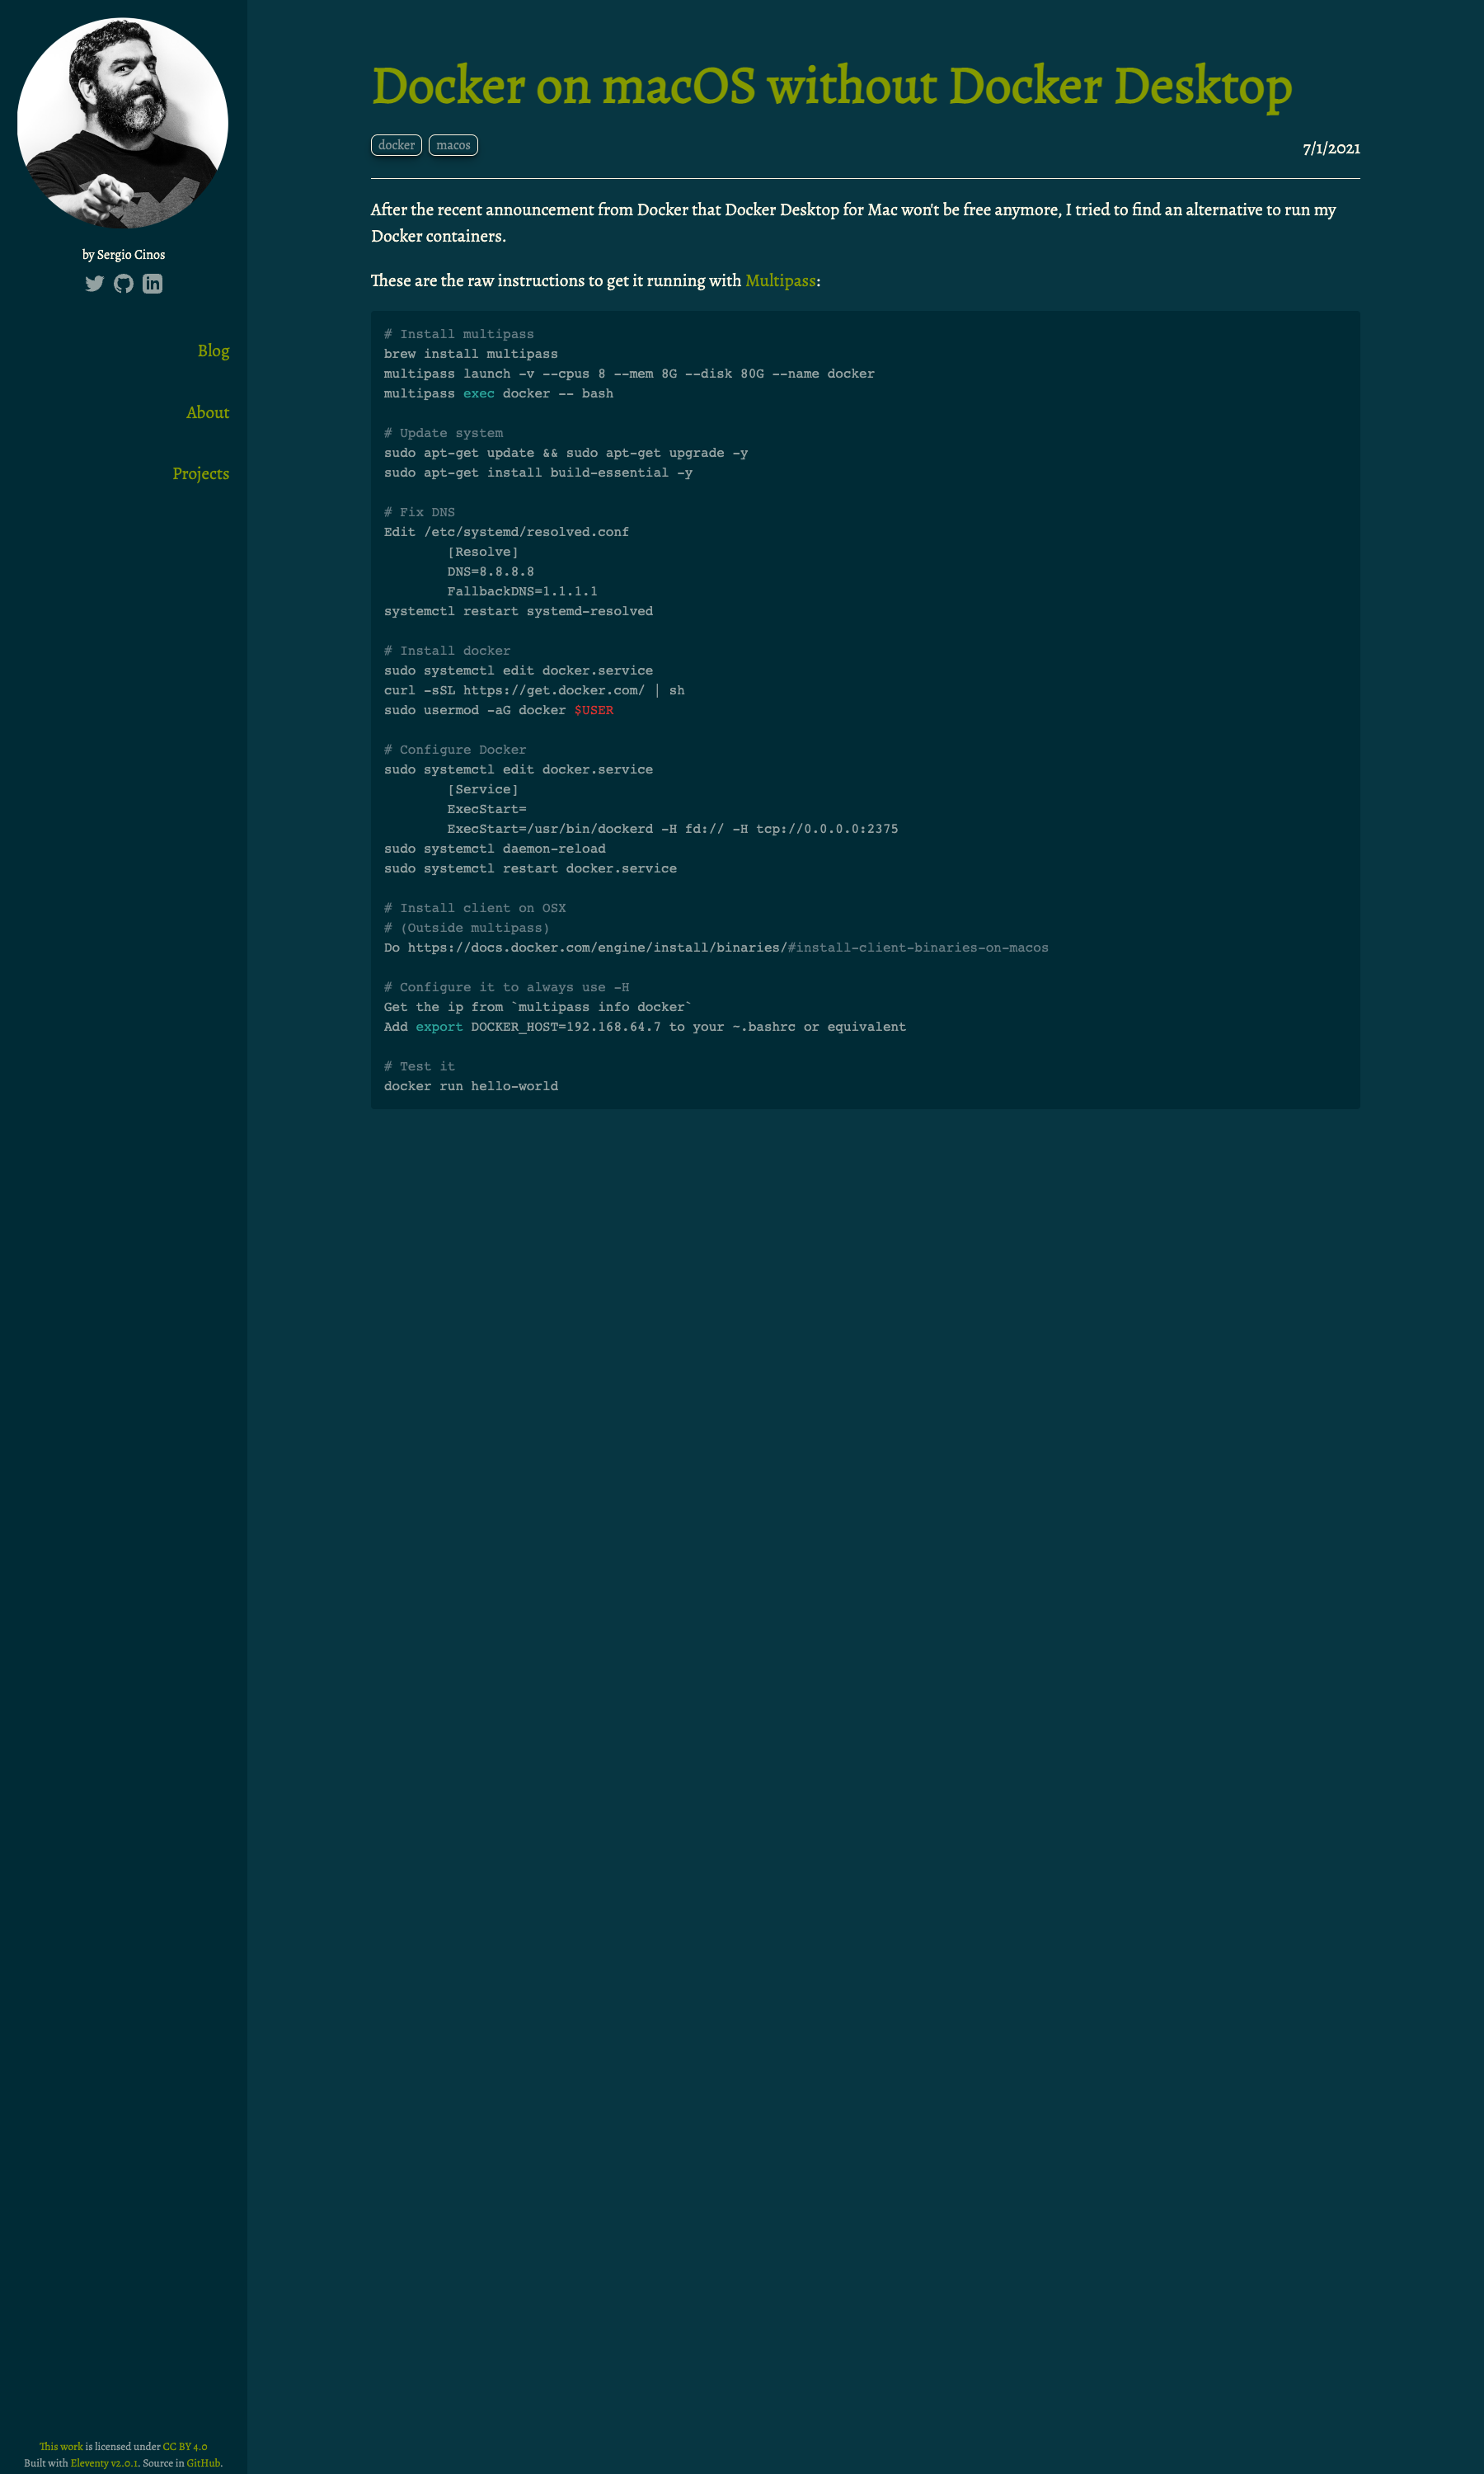 by Sergio Cinos
Blog
About
Projects
This work is licensed under CC BY 4.0
Built with Eleventy v2.0.1. Source in GitHub.
Docker on macOS without Docker Desktop
docker macos 7/1/2021
After the recent announcement from Docker that Docker Desktop for Mac won't be free anymore, I tried to find an alternative to run my
Docker containers.
These are the raw instructions to get it running with Multipass:
# Install multipass
brew install multipass
multipass launch -v --cpus 8 --mem 8G --disk 80G --name docker
multipass exec docker -- bash
# Update system
sudo apt-get update && sudo apt-get upgrade -y
sudo apt-get install build-essential -y
# Fix DNS
Edit /etc/systemd/resolved.conf
[Resolve]
DNS=8.8.8.8
FallbackDNS=1.1.1.1
systemctl restart systemd-resolved
# Install docker
sudo systemctl edit docker.service
curl -sSL https://get.docker.com/ | sh
sudo usermod -aG docker $USER
# Configure Docker
sudo systemctl edit docker.service
[Service]
ExecStart=
ExecStart=/usr/bin/dockerd -H fd:// -H tcp://0.0.0.0:2375
sudo systemctl daemon-reload
sudo systemctl restart docker.service
# Install client on OSX
# (Outside multipass)
Do https://docs.docker.com/engine/install/binaries/#install-client-binaries-on-macos
# Configure it to always use -H
Get the ip from `multipass info docker`
Add export DOCKER_HOST=192.168.64.7 to your ~.bashrc or equivalent
# Test it
docker run hello-world